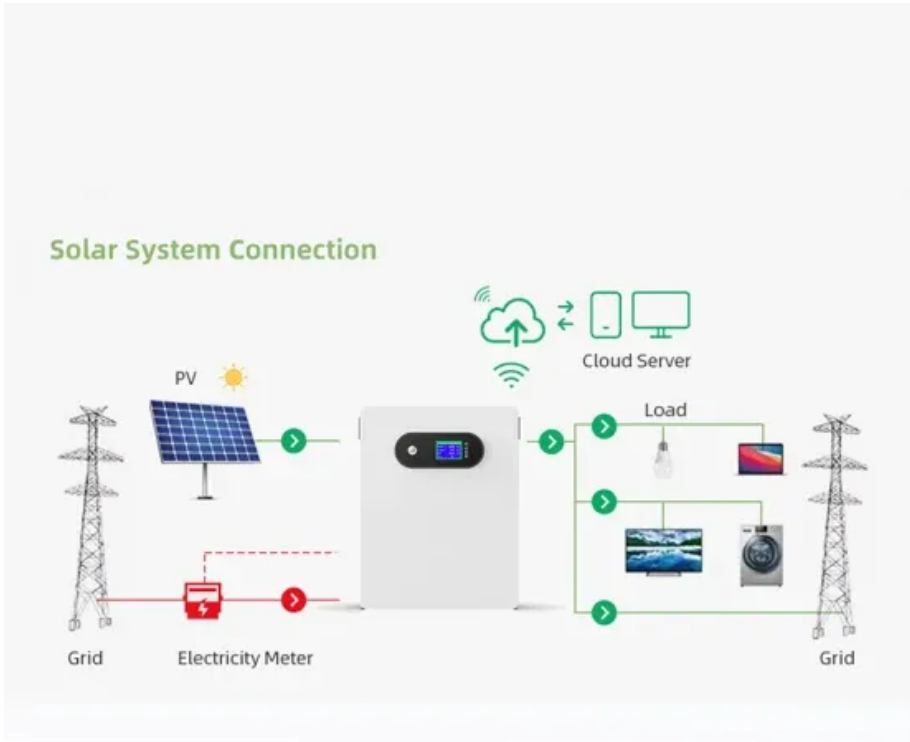 Solar System Connection
Cloud Server
PV
Load
Grid
Electricity Meter
Grid